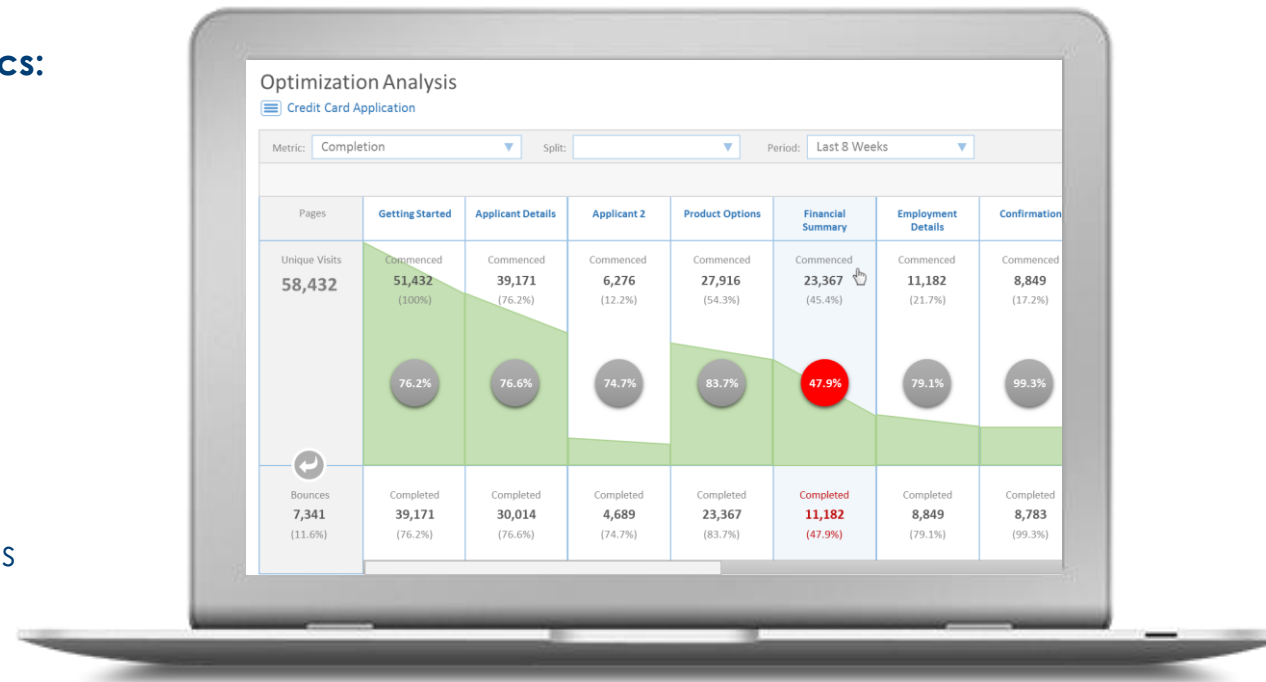 cs:
Optimization Analysis
Credit Card Application
Metric: Completion Split: Period: Last 8 Weeks
Pages Getting Started Applicant Details Applicant 2 Product Options Financial Summary Employment Details Confirmation
Unique Visits Commenced Commenced Commenced Commenced Commenced Commenced Commenced
58,432 51,432 39,171 6,276 27,916 23,367 11,182 8,849
(100%) (76.2%) (12.2%) (54.3%) (45.4%) (21.7%) (17.2%)
76.2% 76.6% 74.7% 83.7% 47.9% 79.1% 99.3%
Bounces Completed Completed Completed Completed Completed Completed Completed
7,341 39,171 30,014 4,689 23,367 11,182 8,849 8,783
(11.6%) (76.2%) (76.6%) (74.7%) (83.7%) (47.9%) (79.1%) (99.3%)
s